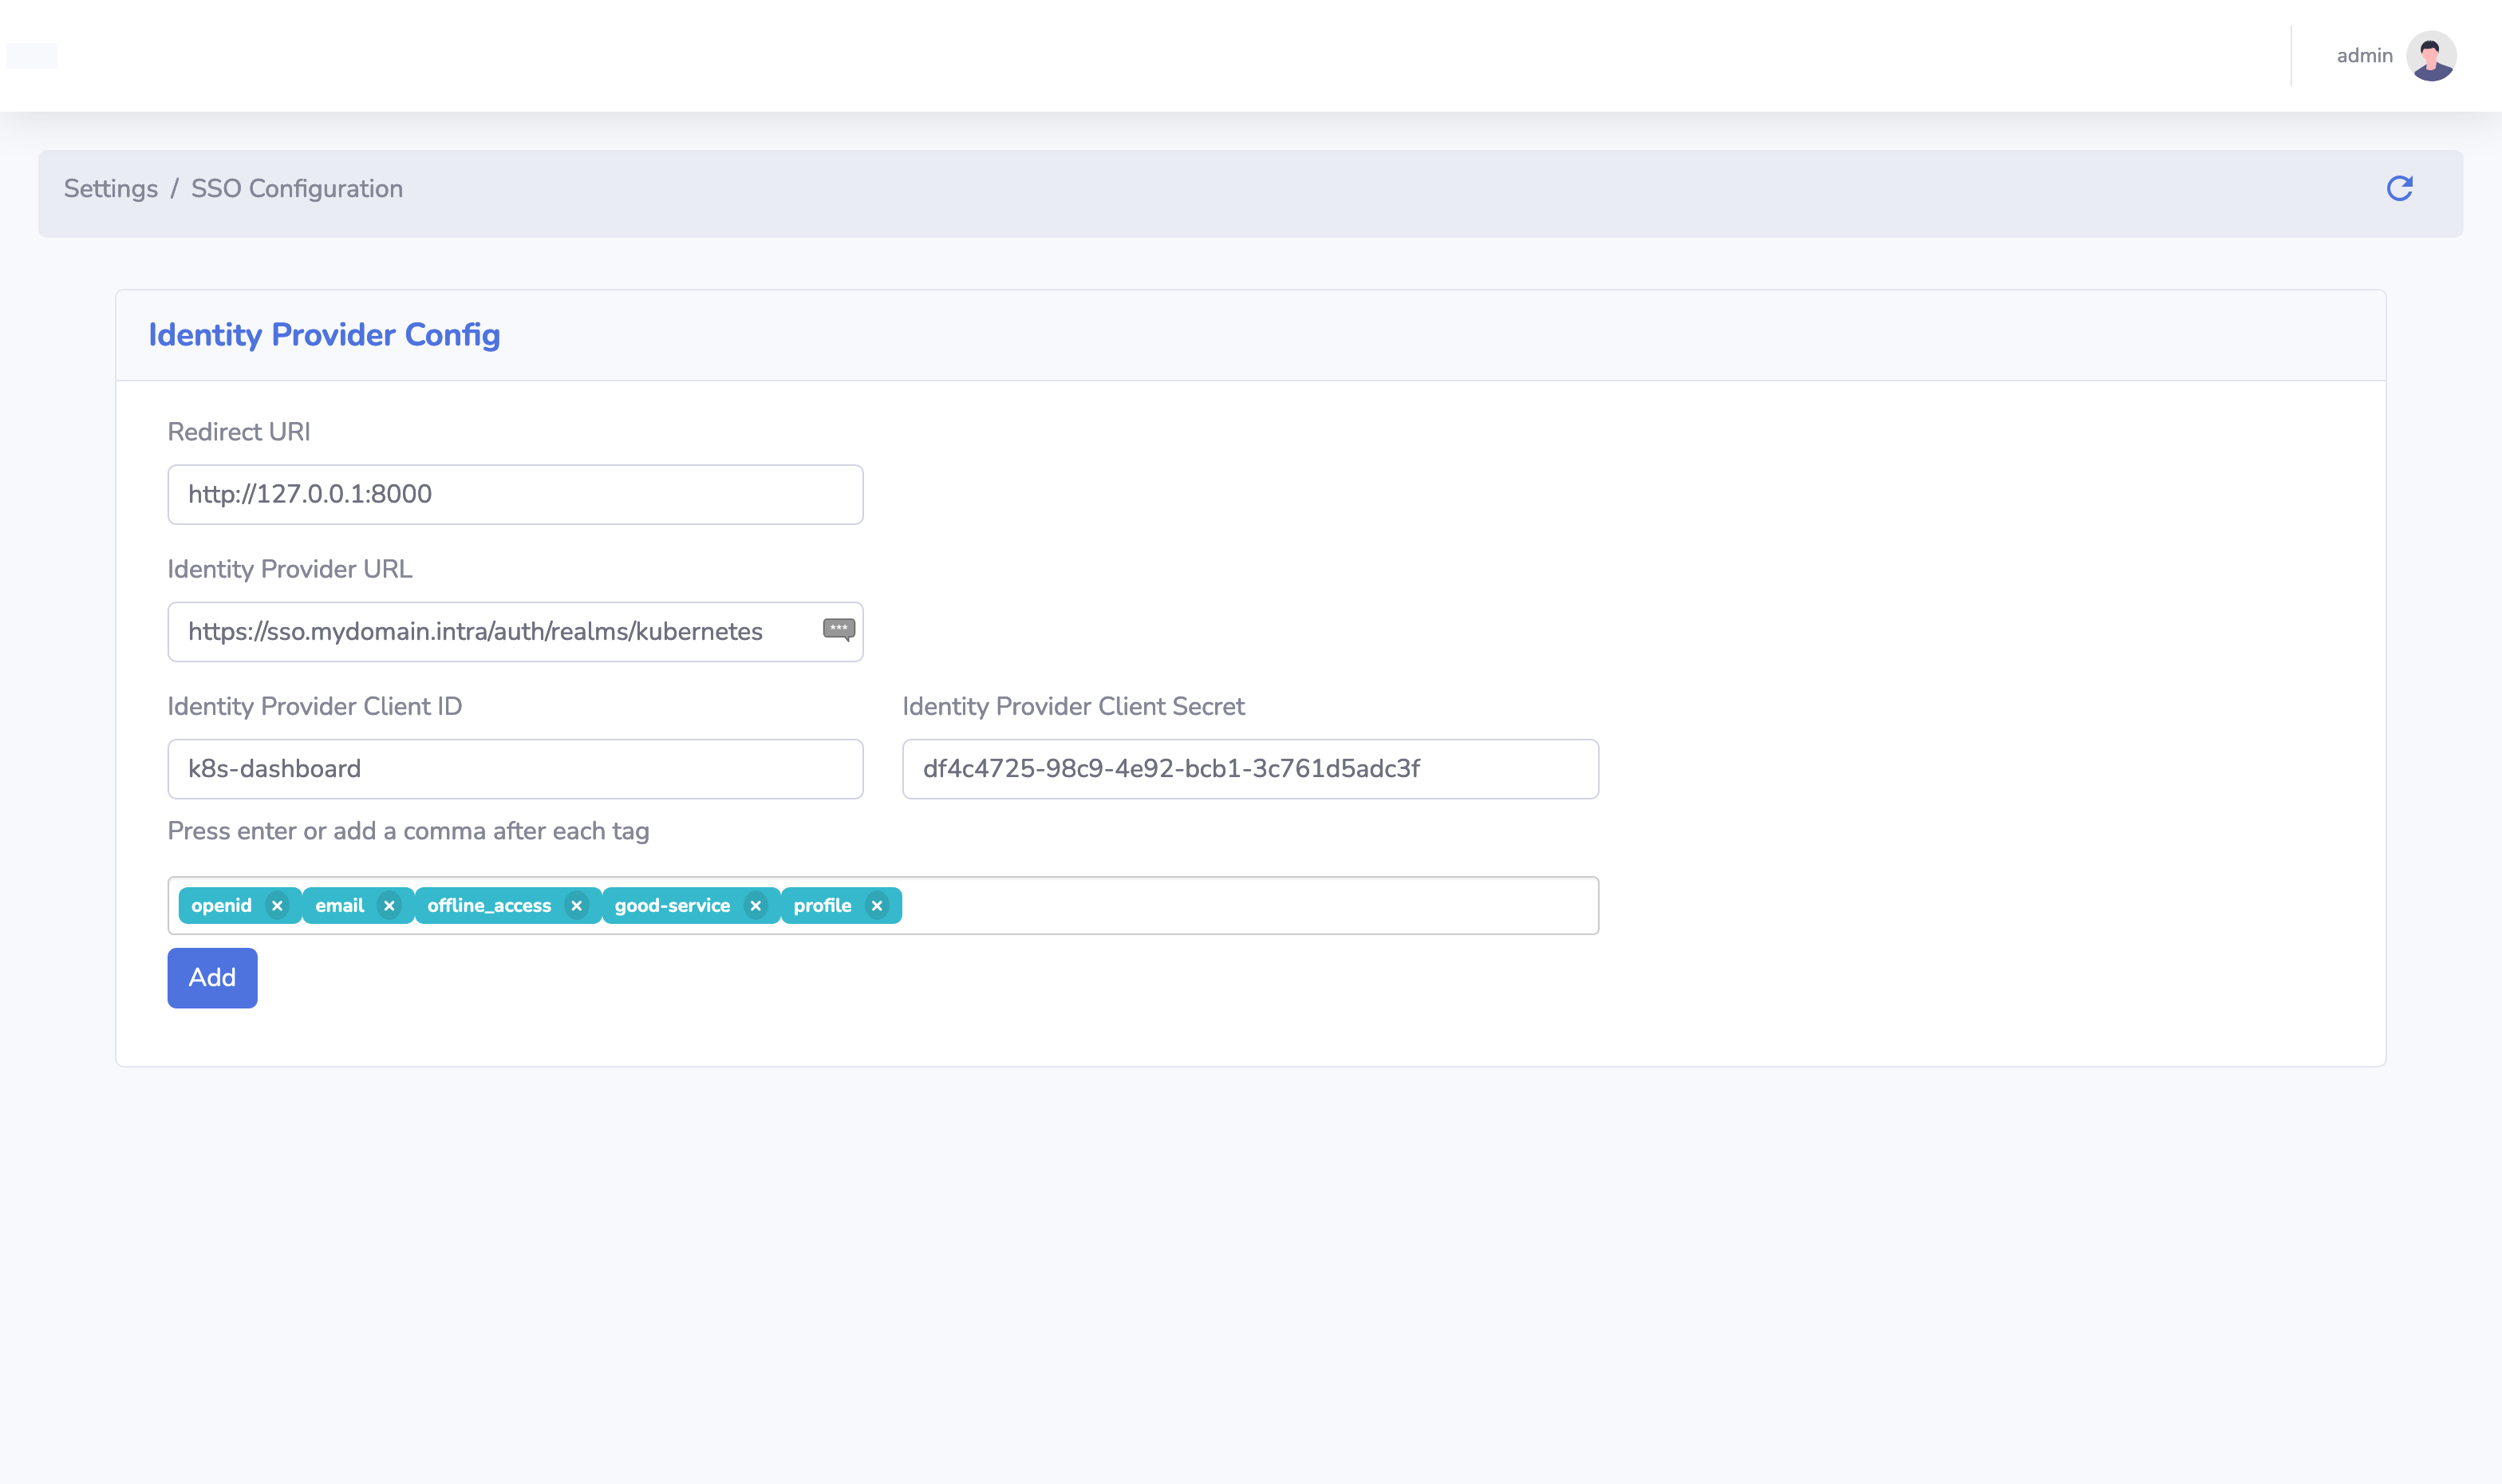 admin
Settings / SSO Configuration
Identity Provider Config
Redirect URI
http://127.0.0.1:8000
Identity Provider URL
https://sso.mydomain.intra/auth/realms/kubernetes
***
Identity Provider Client ID
Identity Provider Client Secret
k8s-dashboard
df4c4725-98c9-4e92-bcb1-3c761d5adc3f
Press enter or add a comma after each tag
openid × email × offline_access × good-service × profile ×
Add